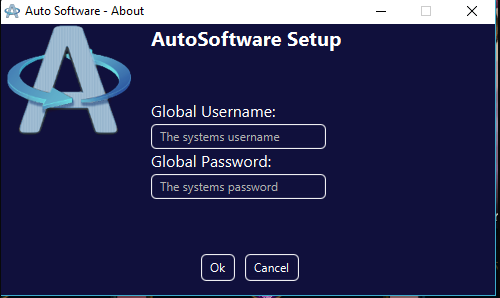 Auto Software - About
AutoSoftware Setup
Global Username:
The systems username
Global Password:
The systems password
Ok Cancel